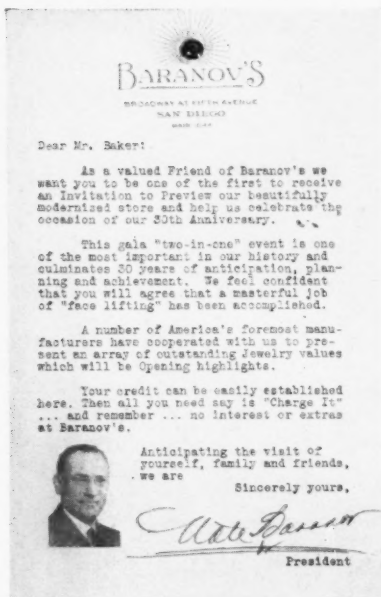 BARANOV'S
BROADWAY AT FIFTH AVENUE
SAN DIEGO
Dear Mr. Baker:
As a valued Friend of Baranov's we
want you to be one of the first to receive
an Invitation to Preview our beautifully
modernized store and help us celebrate the
occasion of our 30th Anniversary.
This gala "two-in-one" event is one
of the most important in our history and
culminates 30 years of anticipation, plan-
ning and achievement. We feel confident
that you will agree that a masterful job
of "face lifting" has been accomplished.
A number of America's foremost manu-
facturers have cooperated with us to pre-
sent an array of outstanding Jewelry values
which will be Opening highlights.
Your credit can be easily established
here. Then all you need say is "Charge It"
... and remember ... no interest or extras
at Baranov's.
Anticipating the visit of
yourself, family and friends,
we are
Sincerely yours,
Baranov
President